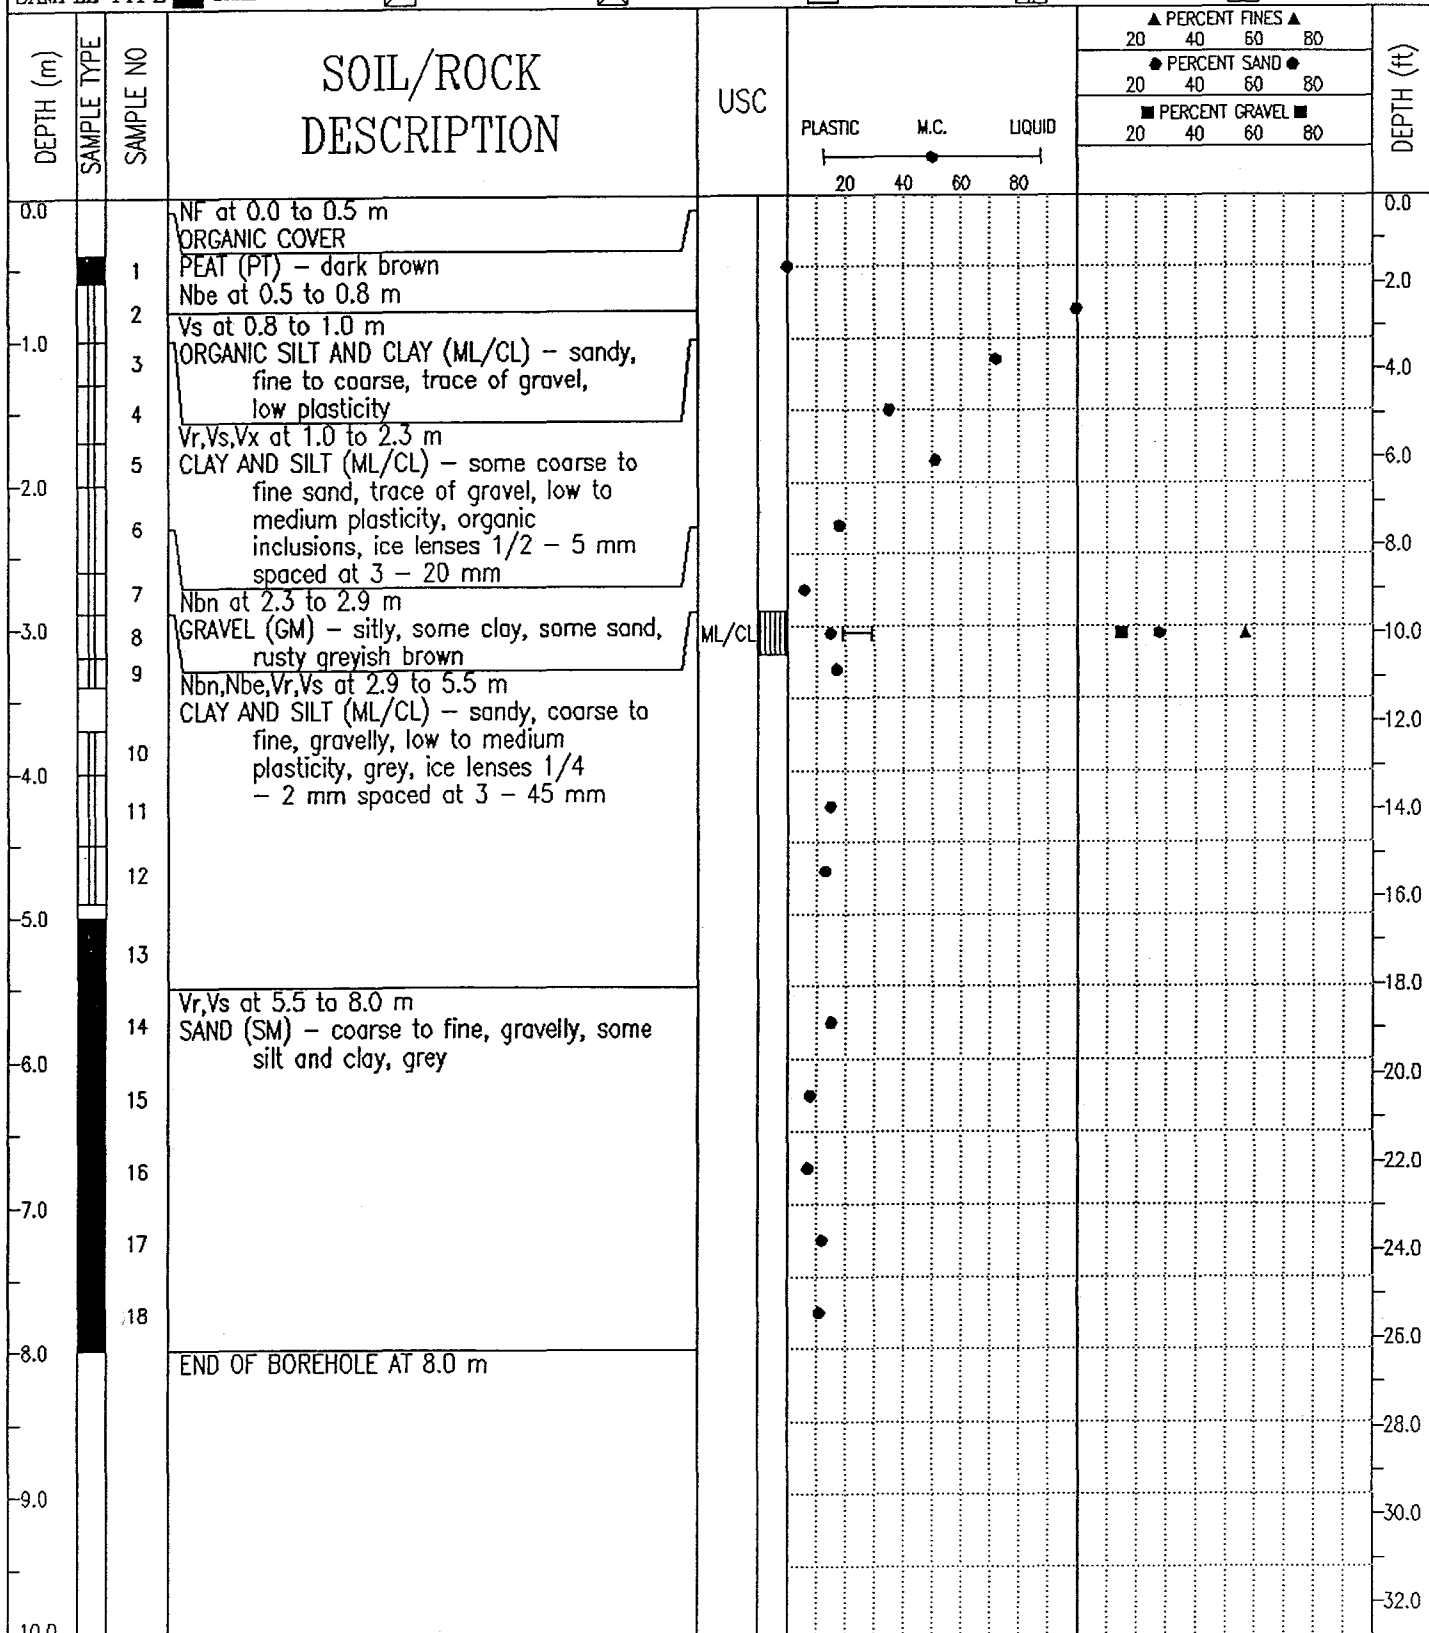 SAMPLE TYPE
DEPTH (m)
SAMPLE TYPE
SAMPLE NO
SOIL/ROCK
DESCRIPTION
USC
PLASTIC M.C. LIQUID
20 40 60 80
▲ PERCENT FINES ▲
20 40 60 80
● PERCENT SAND ●
20 40 60 80
■ PERCENT GRAVEL ■
20 40 60 80
DEPTH (ft)
0.0
-1.0
-2.0
-3.0
-4.0
-5.0
-6.0
-7.0
-8.0
-9.0
10.0
1
2
3
4
5
6
7
8
9
10
11
12
13
14
15
16
17
18
NF at 0.0 to 0.5 m
ORGANIC COVER
PEAT (PT) – dark brown
Nbe at 0.5 to 0.8 m
Vs at 0.8 to 1.0 m
ORGANIC SILT AND CLAY (ML/CL) – sandy,
fine to coarse, trace of gravel,
low plasticity
Vr,Vs,Vx at 1.0 to 2.3 m
CLAY AND SILT (ML/CL) – some coarse to
fine sand, trace of gravel, low to
medium plasticity, organic
inclusions, ice lenses 1/2 – 5 mm
spaced at 3 – 20 mm
Nbn at 2.3 to 2.9 m
GRAVEL (GM) – sitly, some clay, some sand,
rusty greyish brown
Nbn,Nbe,Vr,Vs at 2.9 to 5.5 m
CLAY AND SILT (ML/CL) – sandy, coarse to
fine, gravelly, low to medium
plasticity, grey, ice lenses 1/4
– 2 mm spaced at 3 – 45 mm
Vr,Vs at 5.5 to 8.0 m
SAND (SM) – coarse to fine, gravelly, some
silt and clay, grey
END OF BOREHOLE AT 8.0 m
ML/CL
0.0
-2.0
-4.0
-6.0
-8.0
-10.0
-12.0
-14.0
-16.0
-18.0
-20.0
-22.0
-24.0
-26.0
-28.0
-30.0
-32.0